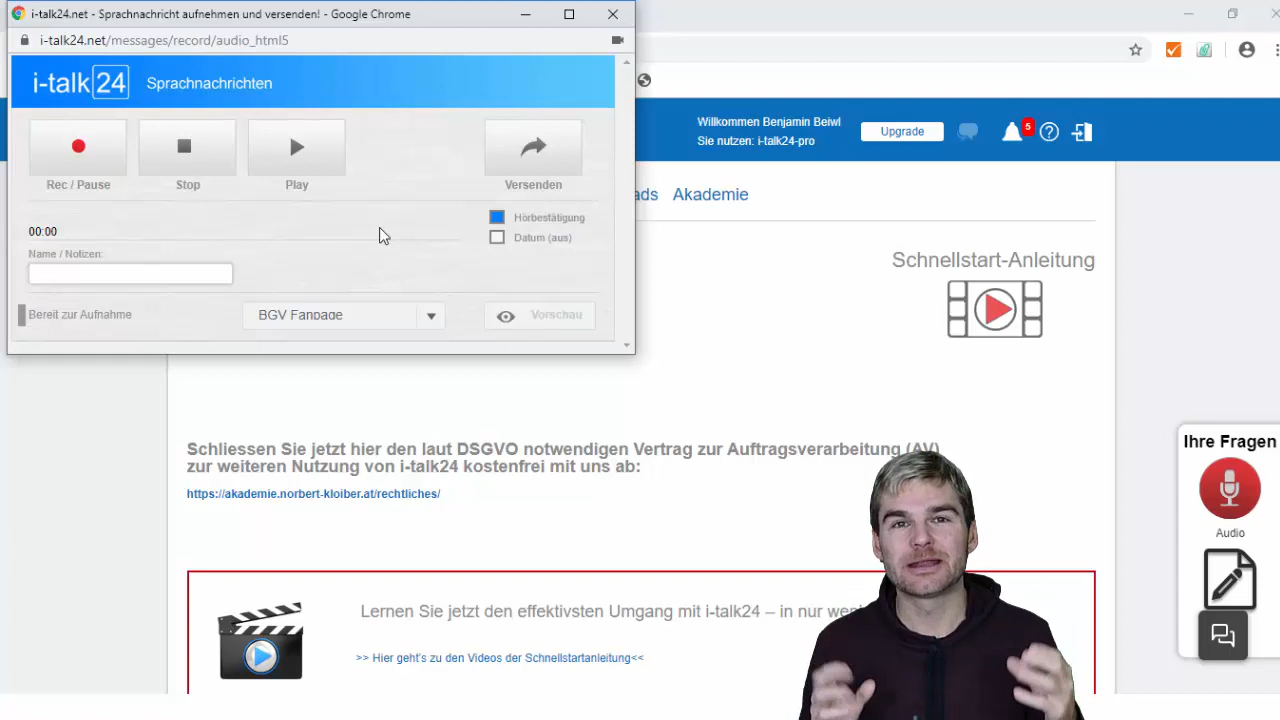 i-talk24.net - Sprachnachricht aufnehmen und versenden! - Google Chrome
i-talk24.net/messages/record/audio_html5
i-talk 24 Sprachnachrichten
Rec / Pause
Stop
Play
Versenden
00:00
Hörbestätigung
Datum (aus)
Name / Notizen:
Bereit zur Aufnahme
BGV Fanpage
Vorschau
Willkommen Benjamin Beiwl
Sie nutzen: i-talk24-pro
Upgrade
5
ads Akademie
Schnellstart-Anleitung
Schliessen Sie jetzt hier den laut DSGVO notwendigen Vertrag zur Auftragsverarbeitung (AV)
zur weiteren Nutzung von i-talk24 kostenfrei mit uns ab:
https://akademie.norbert-kloiber.at/rechtliches/
Lernen Sie jetzt den effektivsten Umgang mit i-talk24 – in nur
>> Hier geht's zu den Videos der Schnellstartanleitung<<
Ihre Fragen
Audio